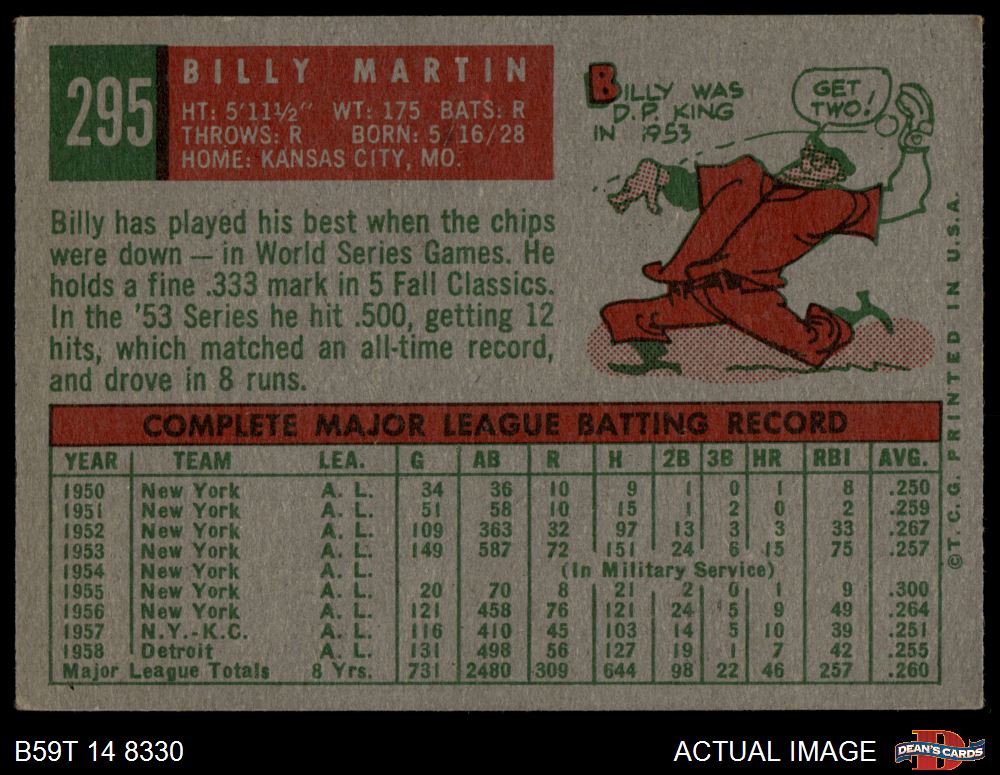 295
BILLY MARTIN
HT: 5'11½" WT: 175 BATS: R
THROWS: R BORN: 5/16/28
HOME: KANSAS CITY, MO.
BILLY WAS
D.P. KING
IN 1953
GET
TWO!
Billy has played his best when the chips
were down — in World Series Games. He
holds a fine .333 mark in 5 Fall Classics.
In the '53 Series he hit .500, getting 12
hits, which matched an all-time record,
and drove in 8 runs.
COMPLETE MAJOR LEAGUE BATTING RECORD
YEAR TEAM LEA. G AB R H 2B 3B HR RBI AVG.
1950 New York A. L. 34 36 10 9 1 0 1 8 .250
1951 New York A. L. 51 58 10 15 1 2 0 2 .259
1952 New York A. L. 109 363 32 97 13 3 3 33 .267
1953 New York A. L. 149 587 72 151 24 6 15 75 .257
1954 New York A. L. (In Military Service)
1955 New York A. L. 20 70 8 21 2 0 1 9 .300
1956 New York A. L. 121 458 76 121 24 5 9 49 .264
1957 N.Y.-K.C. A. L. 116 410 45 103 14 5 10 39 .251
1958 Detroit A. L. 131 498 56 127 19 1 7 42 .255
Major League Totals 8 Yrs. 731 2480 309 644 98 22 46 257 .260
©T.C.G. PRINTED IN U.S.A.
B59T 14 8330
ACTUAL IMAGE
DEAN'S CARDS